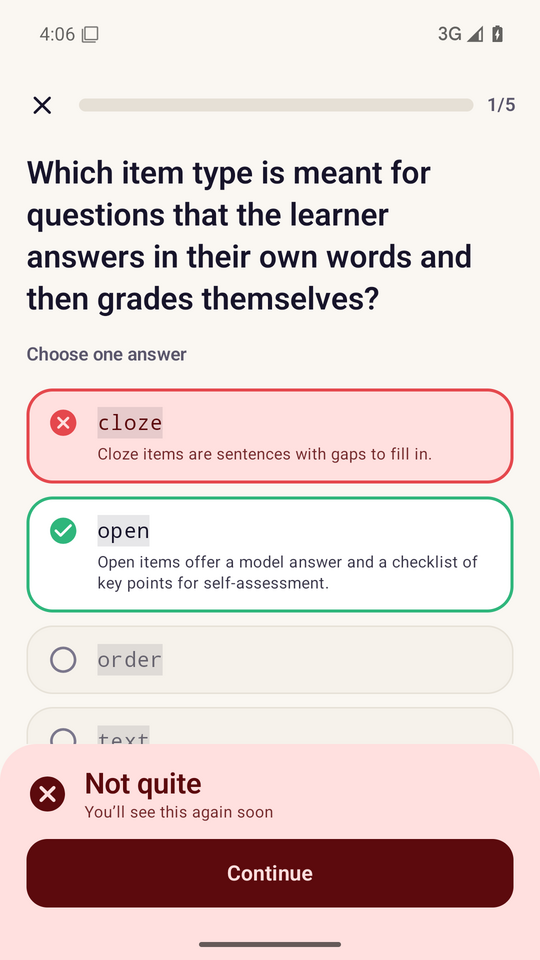 4:06
3G
1/5
Which item type is meant for
questions that the learner
answers in their own words and
then grades themselves?
Choose one answer
cloze
Cloze items are sentences with gaps to fill in.
open
Open items offer a model answer and a checklist of
key points for self-assessment.
order
text
Not quite
You’ll see this again soon
Continue